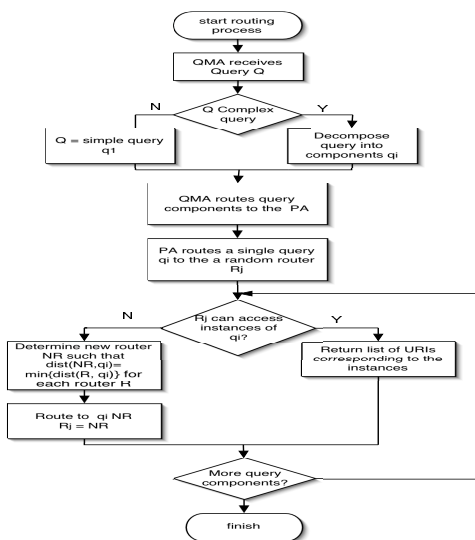 start routing
process
QMA receives
Query Q
Q Complex
query
N
Y
Q = simple query
q1
Decompose
query into
components qi
QMA routes query
components to the PA
PA routes a single query
qi to the a random router
Rj
Rj can access
instances of
qi?
N
Y
Determine new router
NR such that
dist(NR,qi)=
min{dist(R, qi)} for
each router R
Return list of URIs
corresponding to the
instances
Route to qi NR
Rj = NR
More query
components?
finish